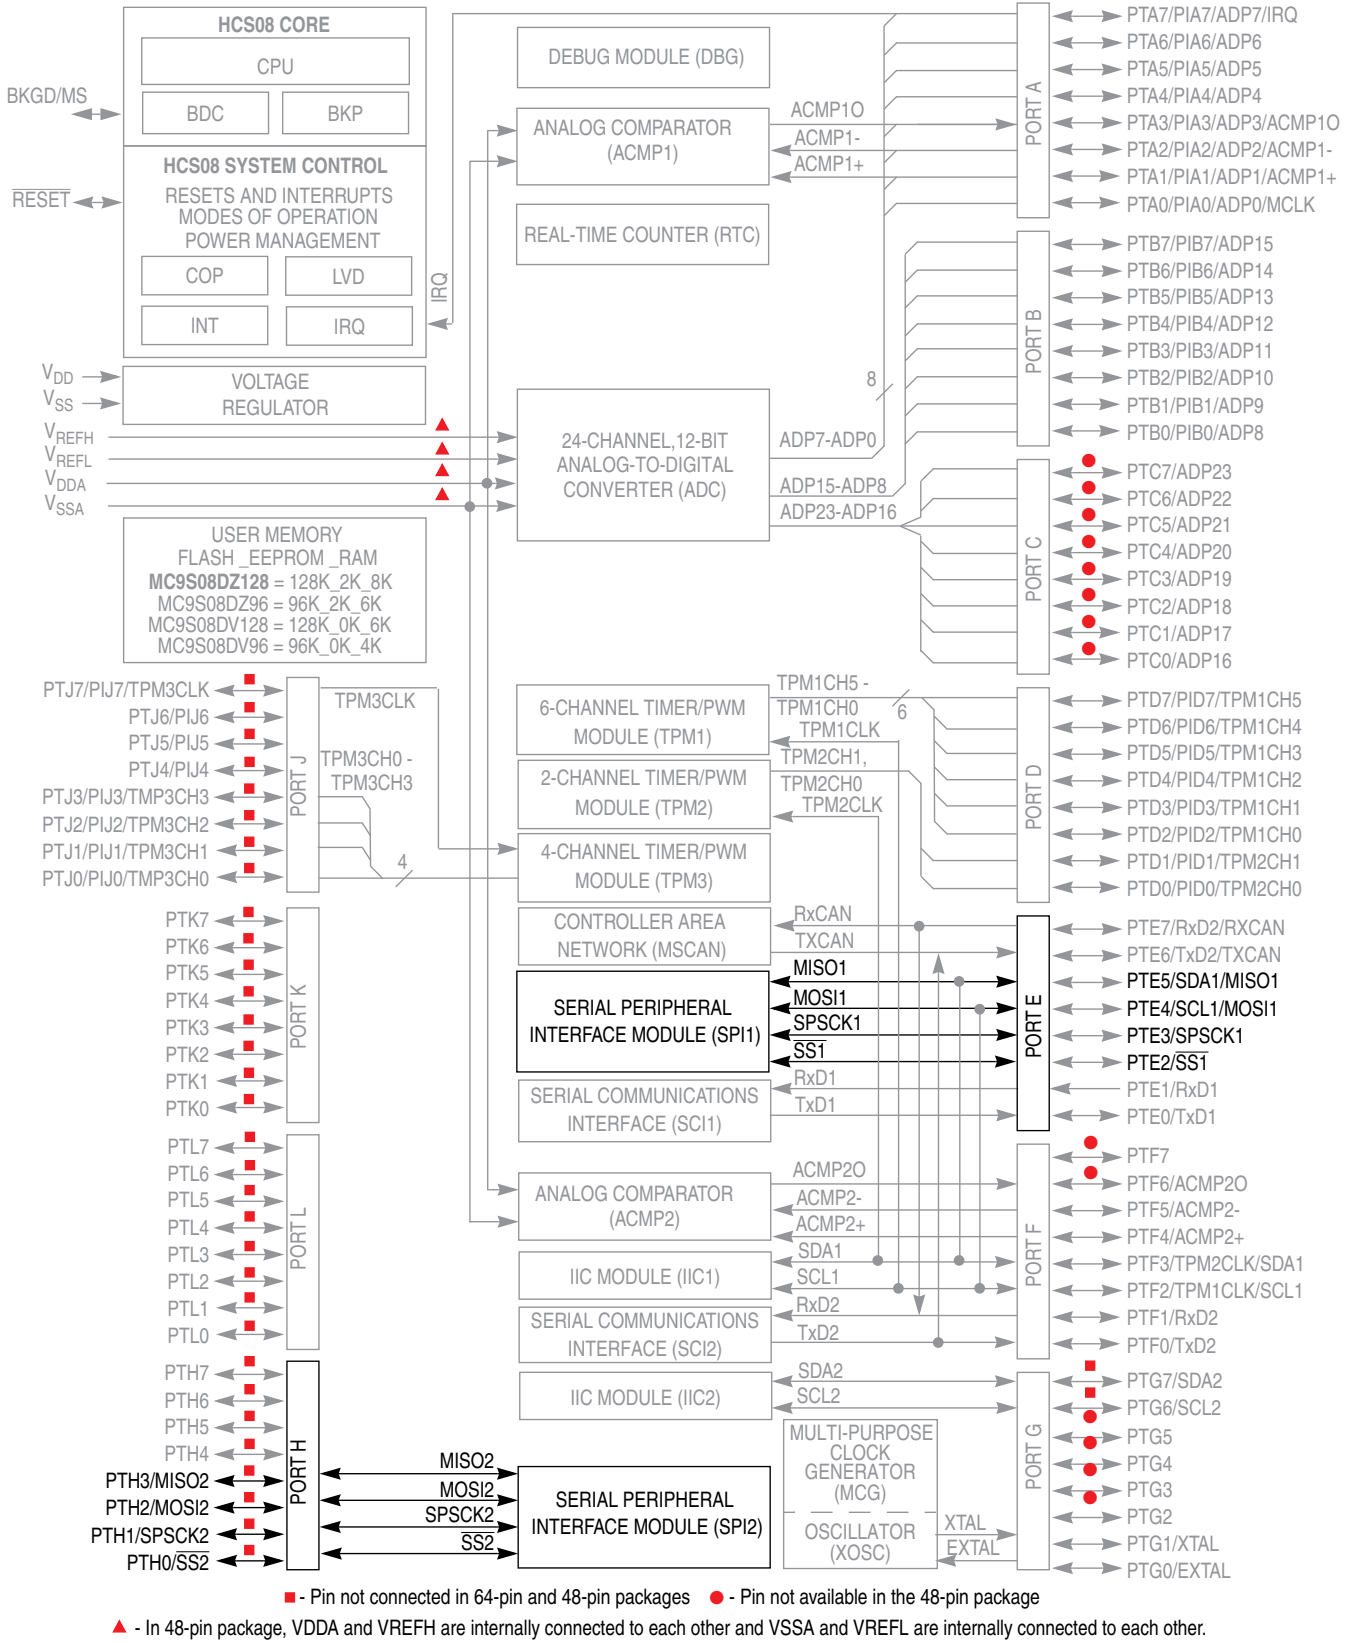 HCS08 CORE
CPU
BDC
BKP
BKGD/MS
HCS08 SYSTEM CONTROL
RESETS AND INTERRUPTS
MODES OF OPERATION
POWER MANAGEMENT
RESET
COP
LVD
INT
IRQ
IRQ
VOLTAGE
REGULATOR
VDD
VSS
VREFH
VREFL
VDDA
VSSA
USER MEMORY
FLASH _EEPROM _RAM
MC9S08DZ128 = 128K_2K_8K
MC9S08DZ96 = 96K_2K_6K
MC9S08DV128 = 128K_0K_6K
MC9S08DV96 = 96K_0K_4K
DEBUG MODULE (DBG)
ANALOG COMPARATOR
(ACMP1)
ACMP1O
ACMP1-
ACMP1+
REAL-TIME COUNTER (RTC)
24-CHANNEL,12-BIT
ANALOG-TO-DIGITAL
CONVERTER (ADC)
8
ADP7-ADP0
ADP15-ADP8
ADP23-ADP16
PORT A
PTA7/PIA7/ADP7/IRQ
PTA6/PIA6/ADP6
PTA5/PIA5/ADP5
PTA4/PIA4/ADP4
PTA3/PIA3/ADP3/ACMP1O
PTA2/PIA2/ADP2/ACMP1-
PTA1/PIA1/ADP1/ACMP1+
PTA0/PIA0/ADP0/MCLK
PORT B
PTB7/PIB7/ADP15
PTB6/PIB6/ADP14
PTB5/PIB5/ADP13
PTB4/PIB4/ADP12
PTB3/PIB3/ADP11
PTB2/PIB2/ADP10
PTB1/PIB1/ADP9
PTB0/PIB0/ADP8
PORT C
PTC7/ADP23
PTC6/ADP22
PTC5/ADP21
PTC4/ADP20
PTC3/ADP19
PTC2/ADP18
PTC1/ADP17
PTC0/ADP16
PTJ7/PIJ7/TPM3CLK
PTJ6/PIJ6
PTJ5/PIJ5
PTJ4/PIJ4
PTJ3/PIJ3/TMP3CH3
PTJ2/PIJ2/TPM3CH2
PTJ1/PIJ1/TPM3CH1
PTJ0/PIJ0/TMP3CH0
PORT J
TPM3CLK
TPM3CH0 -
TPM3CH3
4
6-CHANNEL TIMER/PWM
MODULE (TPM1)
TPM1CH5 -
TPM1CH0
6
TPM1CLK
2-CHANNEL TIMER/PWM
MODULE (TPM2)
TPM2CH1,
TPM2CH0
TPM2CLK
4-CHANNEL TIMER/PWM
MODULE (TPM3)
PORT D
PTD7/PID7/TPM1CH5
PTD6/PID6/TPM1CH4
PTD5/PID5/TPM1CH3
PTD4/PID4/TPM1CH2
PTD3/PID3/TPM1CH1
PTD2/PID2/TPM1CH0
PTD1/PID1/TPM2CH1
PTD0/PID0/TPM2CH0
PTK7
PTK6
PTK5
PTK4
PTK3
PTK2
PTK1
PTK0
PORT K
CONTROLLER AREA
NETWORK (MSCAN)
RxCAN
TXCAN
SERIAL PERIPHERAL
INTERFACE MODULE (SPI1)
MISO1
MOSI1
SPSCK1
SS1
SERIAL COMMUNICATIONS
INTERFACE (SCI1)
RxD1
TxD1
PORT E
PTE7/RxD2/RXCAN
PTE6/TxD2/TXCAN
PTE5/SDA1/MISO1
PTE4/SCL1/MOSI1
PTE3/SPSCK1
PTE2/SS1
PTE1/RxD1
PTE0/TxD1
PTL7
PTL6
PTL5
PTL4
PTL3
PTL2
PTL1
PTL0
PORT L
ANALOG COMPARATOR
(ACMP2)
ACMP2O
ACMP2-
ACMP2+
IIC MODULE (IIC1)
SDA1
SCL1
SERIAL COMMUNICATIONS
INTERFACE (SCI2)
RxD2
TxD2
PORT F
PTF7
PTF6/ACMP2O
PTF5/ACMP2-
PTF4/ACMP2+
PTF3/TPM2CLK/SDA1
PTF2/TPM1CLK/SCL1
PTF1/RxD2
PTF0/TxD2
PTH7
PTH6
PTH5
PTH4
PTH3/MISO2
PTH2/MOSI2
PTH1/SPSCK2
PTH0/SS2
PORT H
MISO2
MOSI2
SPSCK2
SS2
IIC MODULE (IIC2)
SDA2
SCL2
SERIAL PERIPHERAL
INTERFACE MODULE (SPI2)
MULTI-PURPOSE
CLOCK
GENERATOR
(MCG)
OSCILLATOR
(XOSC)
XTAL
EXTAL
PORT G
PTG7/SDA2
PTG6/SCL2
PTG5
PTG4
PTG3
PTG2
PTG1/XTAL
PTG0/EXTAL
- Pin not connected in 64-pin and 48-pin packages
- Pin not available in the 48-pin package
- In 48-pin package, VDDA and VREFH are internally connected to each other and VSSA and VREFL are internally connected to each other.